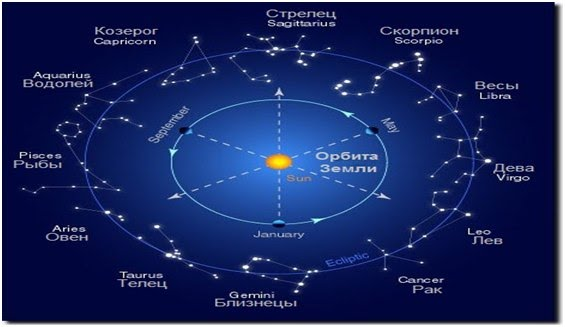 Стрелец
Sagittarius
Козерог
Capricorn
Скорпион
Scorpio
Aquarius
Водолей
Весы
Libra
September
May
Pisces
Рыбы
Орбита
Земли
Sun
Дева
Virgo
Aries
Овен
January
Leo
Лев
Ecliptic
Taurus
Телец
Gemini
Близнецы
Cancer
Рак